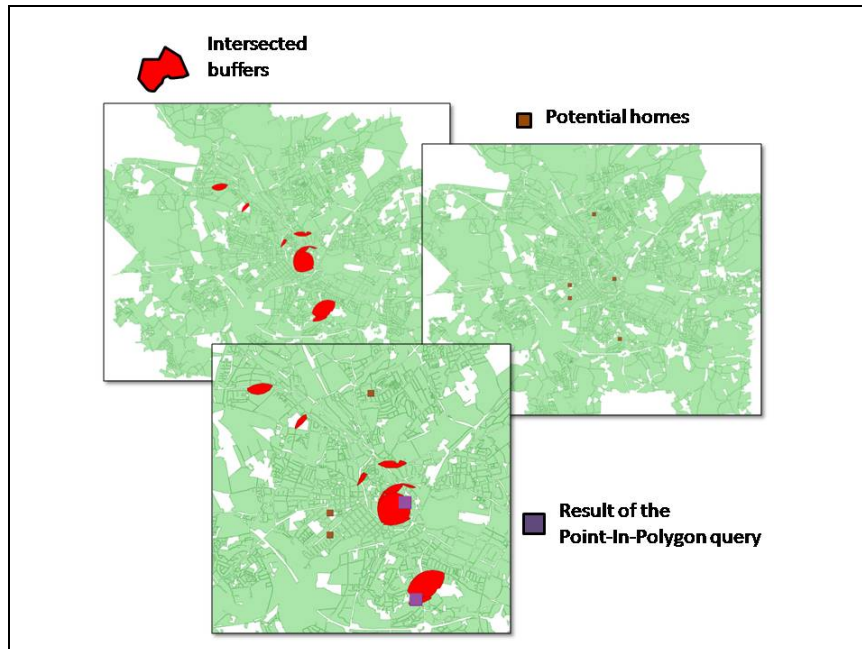 Intersected
buffers
Potential homes
Result of the
Point-In-Polygon query